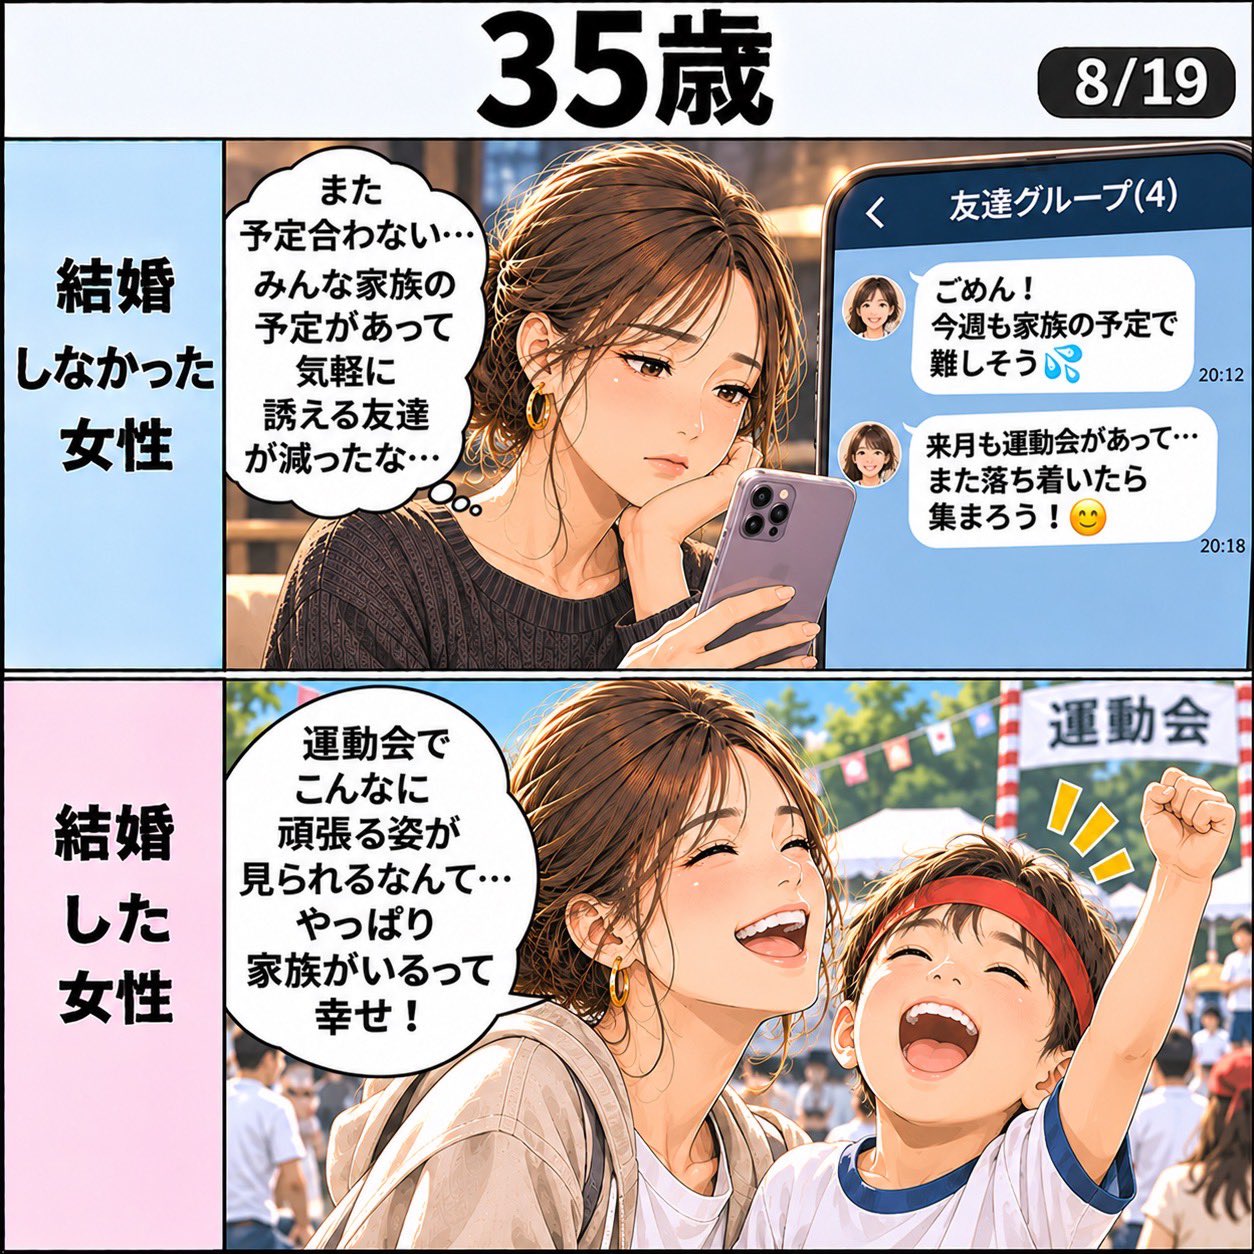 35歳
8/19
結婚
しなかった
女性
また
予定合わない…
みんな家族の
予定があって
気軽に
誘える友達
が減ったな…
友達グループ(4)
ごめん！
今週も家族の予定で
難しそう💦
20:12
来月も運動会があって…
また落ち着いたら
集まろう！😊
20:18
結婚
した
女性
運動会で
こんなに
頑張る姿が
見られるなんて…
やっぱり
家族がいるって
幸せ！
運動会